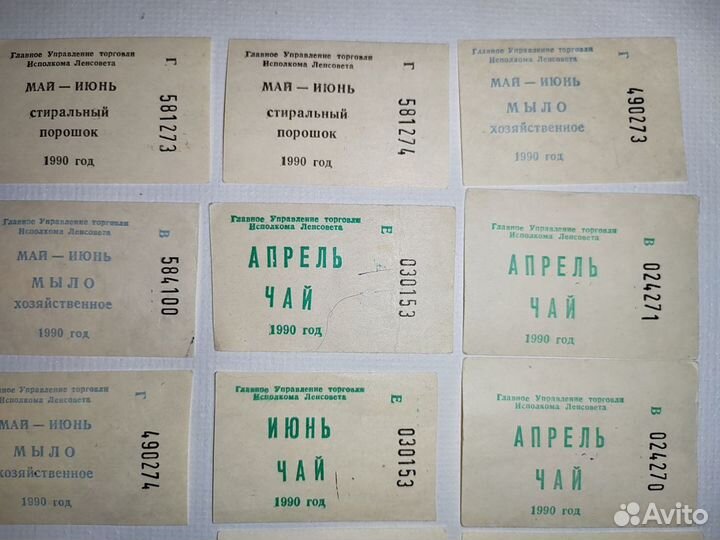 Главное Управление торговли
Исполкома Ленсовета
МАЙ — ИЮНЬ
стиральный
порошок
1990 год
Г
581273
Главное Управление торговли
Исполкома Ленсовета
МАЙ — ИЮНЬ
стиральный
порошок
1990 год
Г
581274
Главное Управление торговли
Исполкома Ленсовета
МАЙ — ИЮНЬ
МЫЛО
хозяйственное
1990 год
Г
490273
Главное Управление торговли
Исполкома Ленсовета
МАЙ — ИЮНЬ
МЫЛО
хозяйственное
1990 год
В
584100
Главное Управление торговли
Исполкома Ленсовета
АПРЕЛЬ
ЧАЙ
1990 год
Е
030153
Главное Управление торговли
Исполкома Ленсовета
АПРЕЛЬ
ЧАЙ
1990 год
В
024271
Главное Управление торговли
Исполкома Ленсовета
МАЙ — ИЮНЬ
МЫЛО
хозяйственное
1990 год
Г
490274
Главное Управление торговли
Исполкома Ленсовета
ИЮНЬ
ЧАЙ
1990 год
Е
030153
Главное Управление торговли
Исполкома Ленсовета
АПРЕЛЬ
ЧАЙ
1990 год
В
024270
Avito